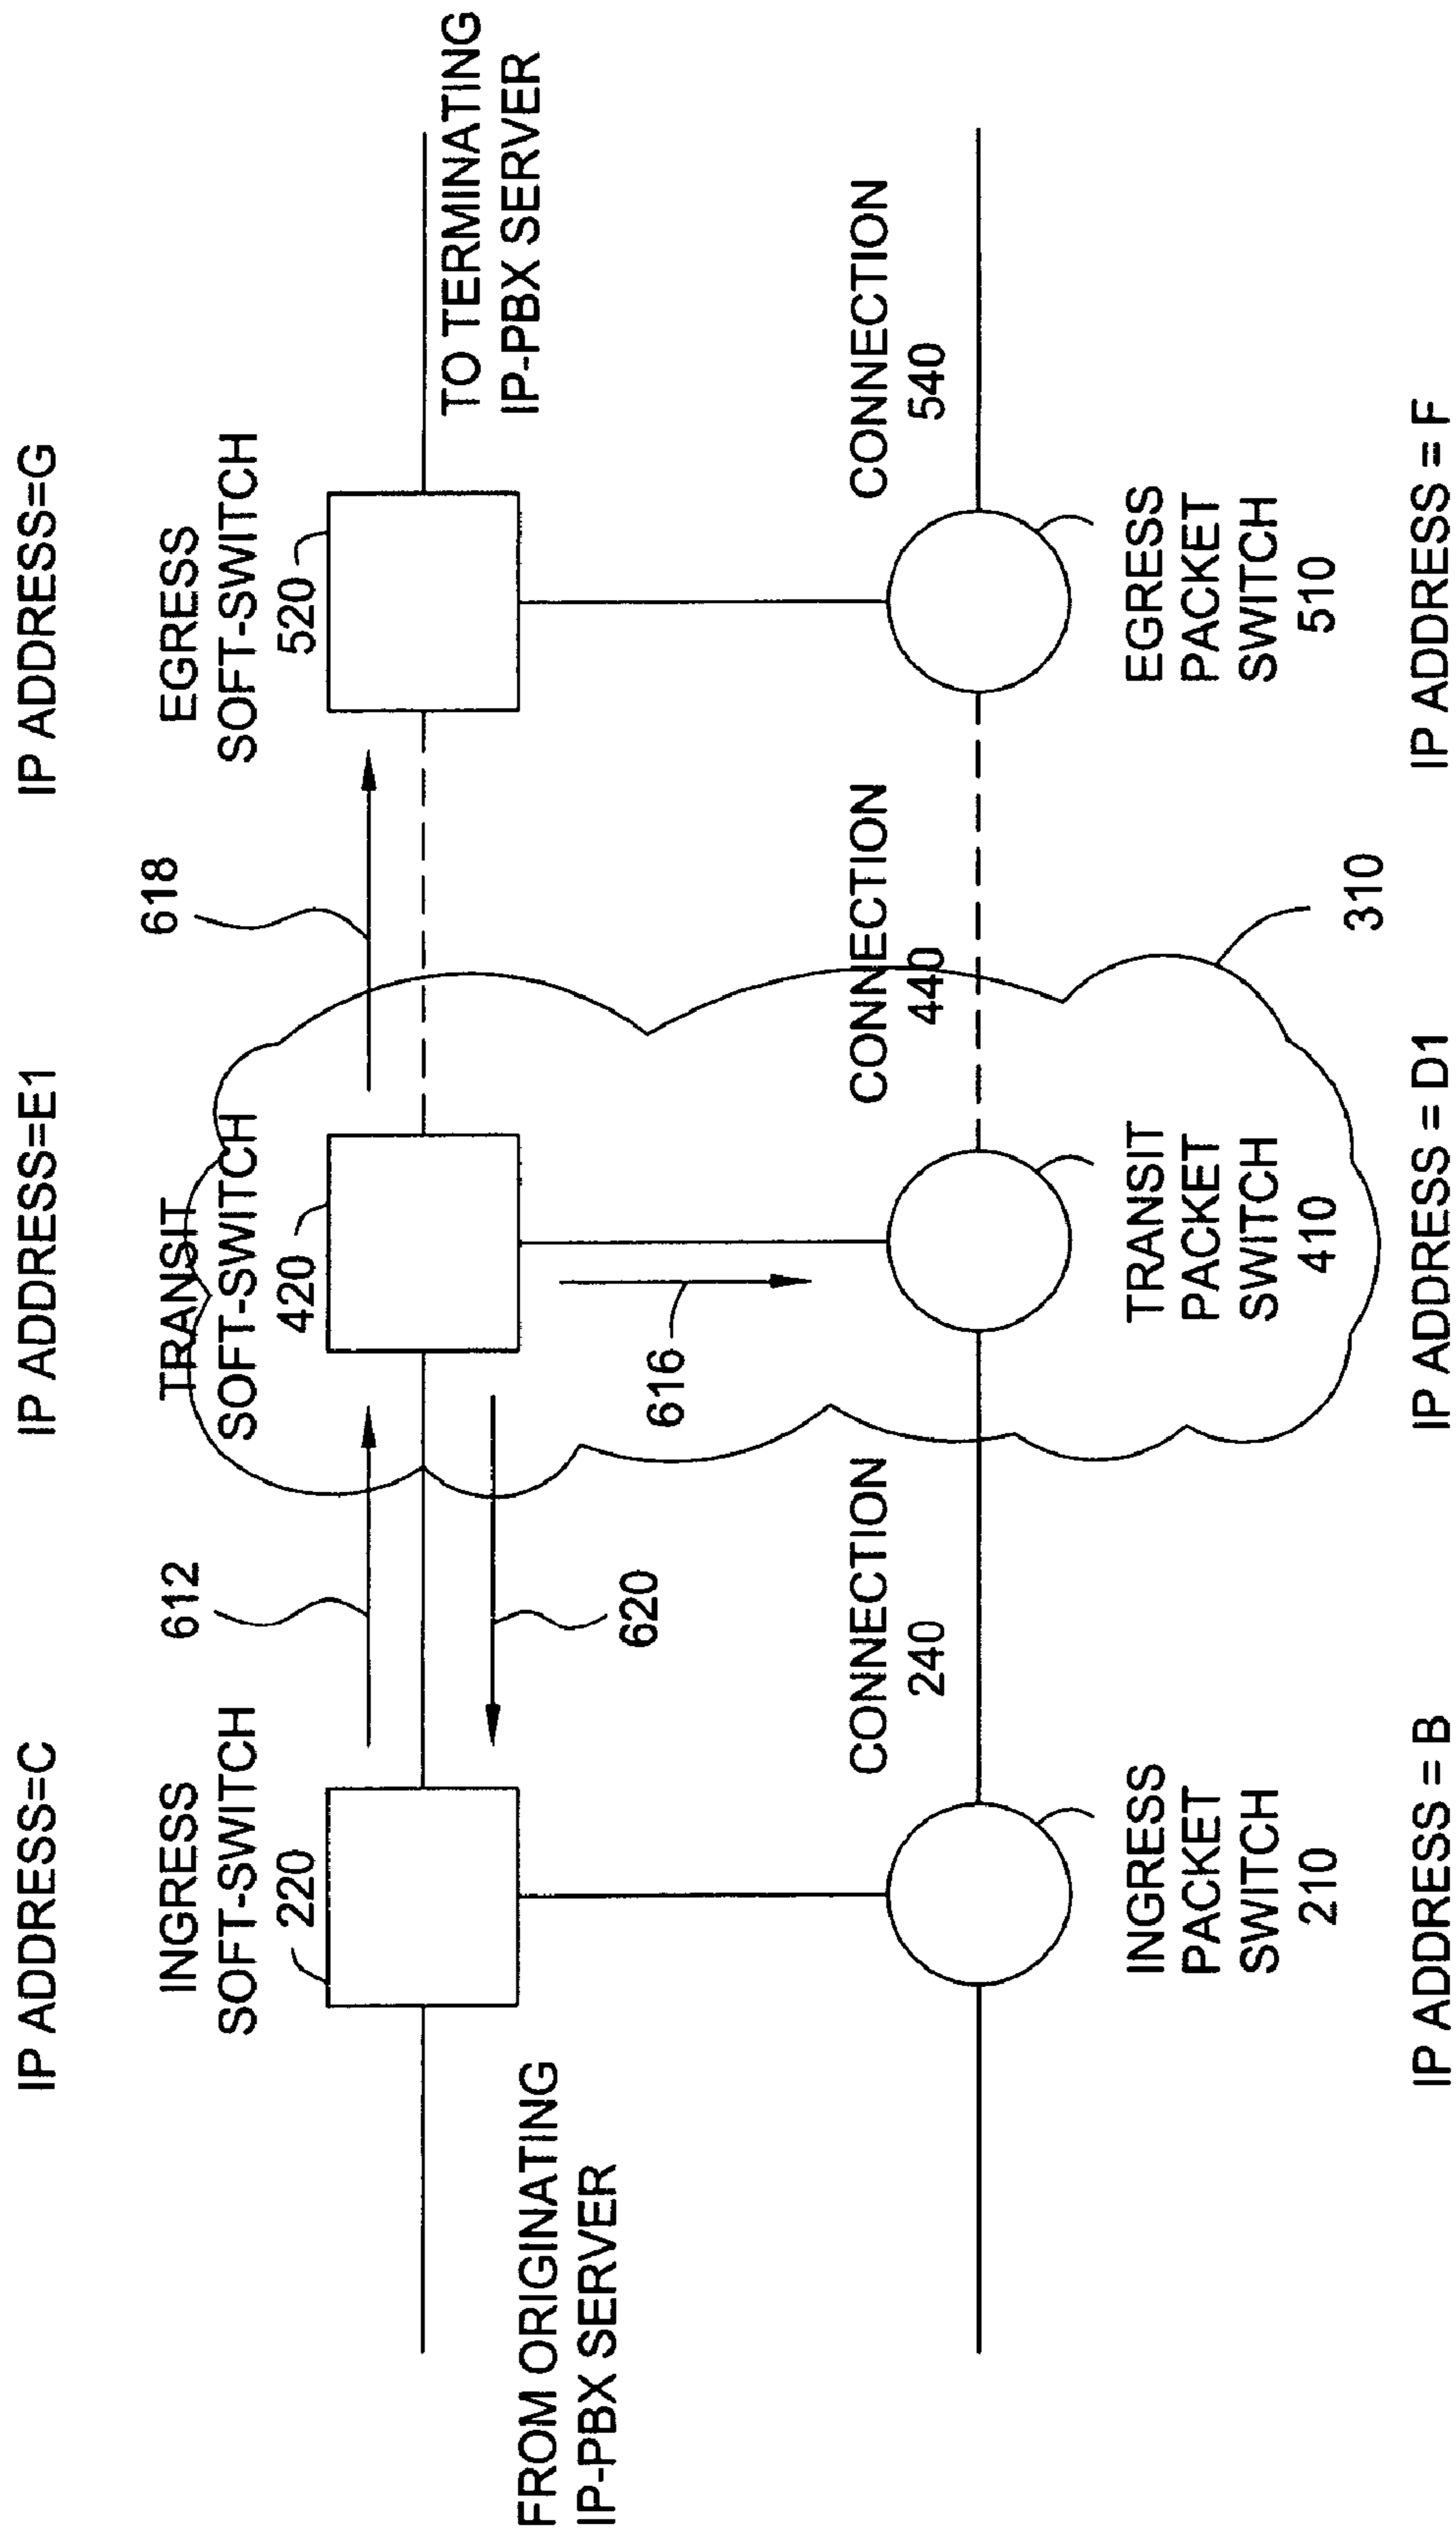 IP ADDRESS=C
IP ADDRESS=E1
IP ADDRESS=G
INGRESS
SOFT-SWITCH
220
612
TRANSIT
SOFT-SWITCH
420
618
EGRESS
SOFT-SWITCH
520
FROM ORIGINATING
IP-PBX SERVER
620
616
TO TERMINATING
IP-PBX SERVER
CONNECTION
240
CONNECTION
440
CONNECTION
540
INGRESS
PACKET
SWITCH
210
TRANSIT
PACKET
SWITCH
410
310
EGRESS
PACKET
SWITCH
510
IP ADDRESS = B
IP ADDRESS = D1
IP ADDRESS = F